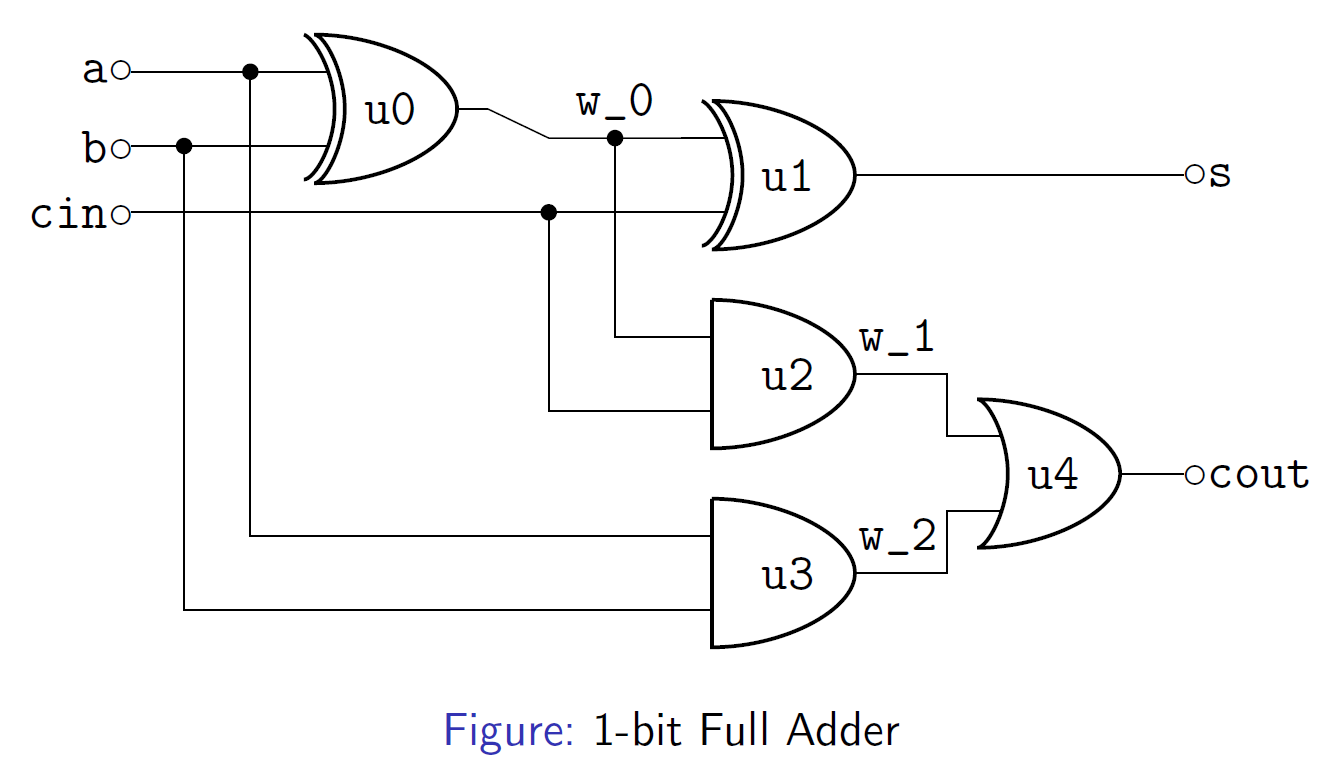 a
u0
w_0
b
u1
s
cin
w_1
u2
u4
cout
w_2
u3
Figure: 1-bit Full Adder